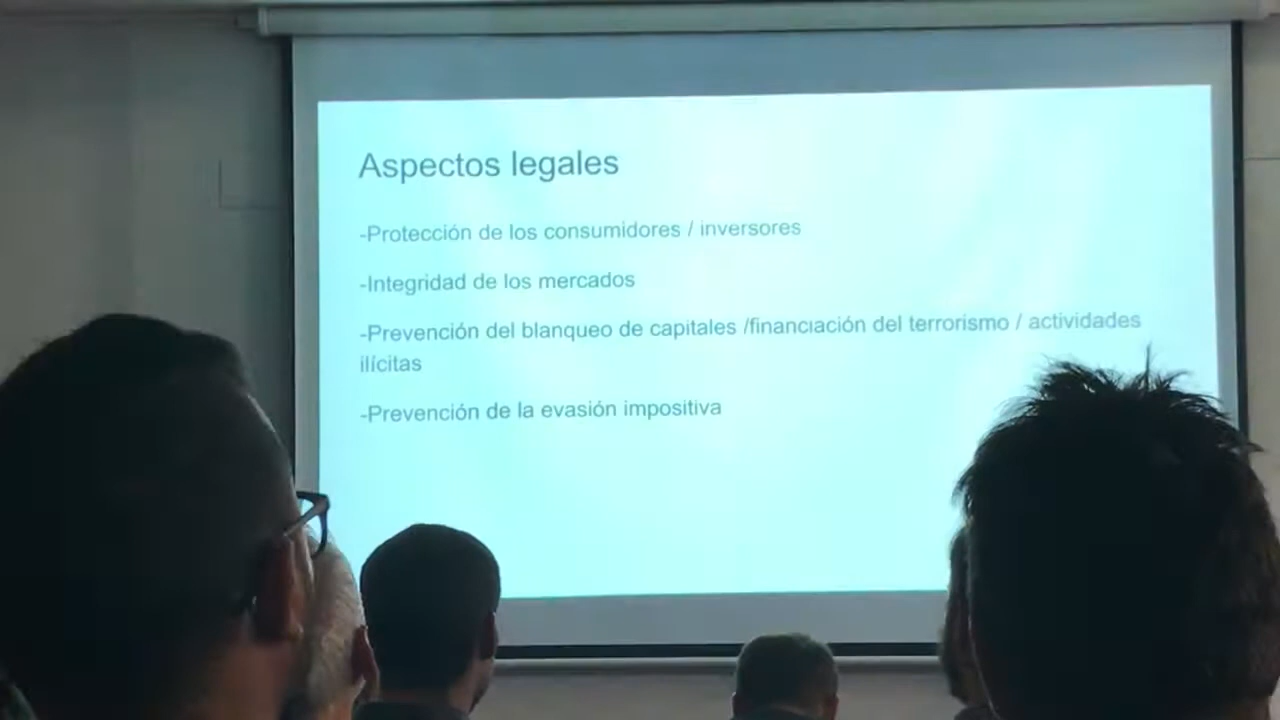 Aspectos legales
-Protección de los consumidores / inversores
-Integridad de los mercados
-Prevención del blanqueo de capitales /financiación del terrorismo / actividades
ilícitas
-Prevención de la evasión impositiva